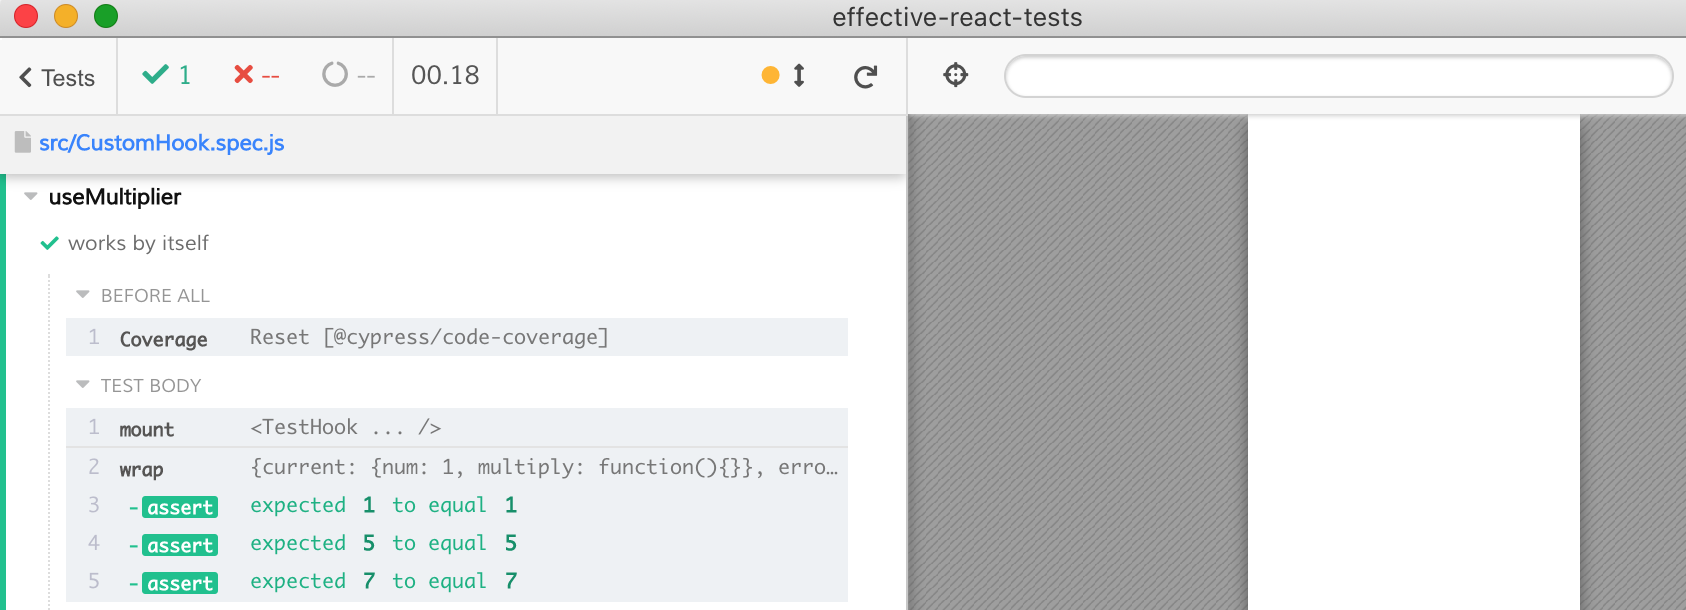 effective-react-tests
Tests
1
--
--
00.18
src/CustomHook.spec.js
useMultiplier
works by itself
BEFORE ALL
1 Coverage Reset [@cypress/code-coverage]
TEST BODY
1 mount <TestHook ... />
2 wrap {current: {num: 1, multiply: function(){}}, erro…
3 -assert expected 1 to equal 1
4 -assert expected 5 to equal 5
5 -assert expected 7 to equal 7